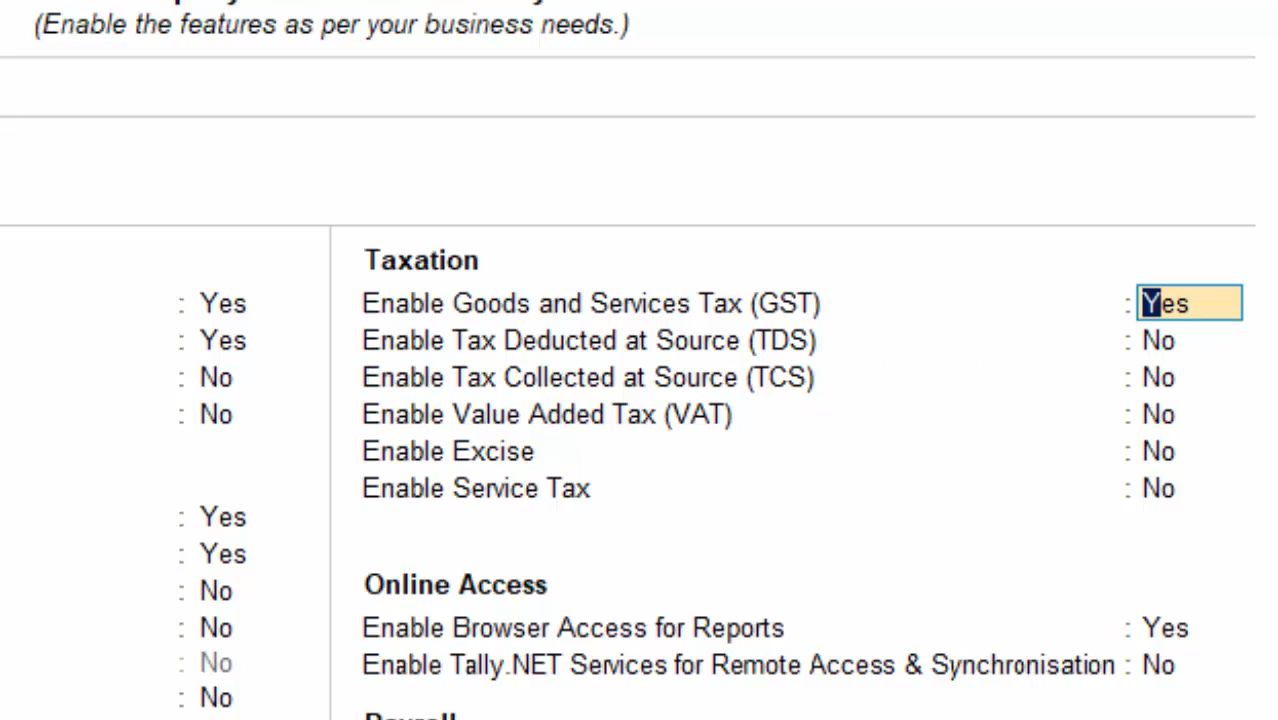 (Enable the features as per your business needs.)
: Yes
: Yes
: No
: No
: Yes
: Yes
: No
: No
: No
: No
Taxation
Enable Goods and Services Tax (GST) : Yes
Enable Tax Deducted at Source (TDS) : No
Enable Tax Collected at Source (TCS) : No
Enable Value Added Tax (VAT) : No
Enable Excise : No
Enable Service Tax : No
Online Access
Enable Browser Access for Reports : Yes
Enable Tally.NET Services for Remote Access & Synchronisation : No
Payroll